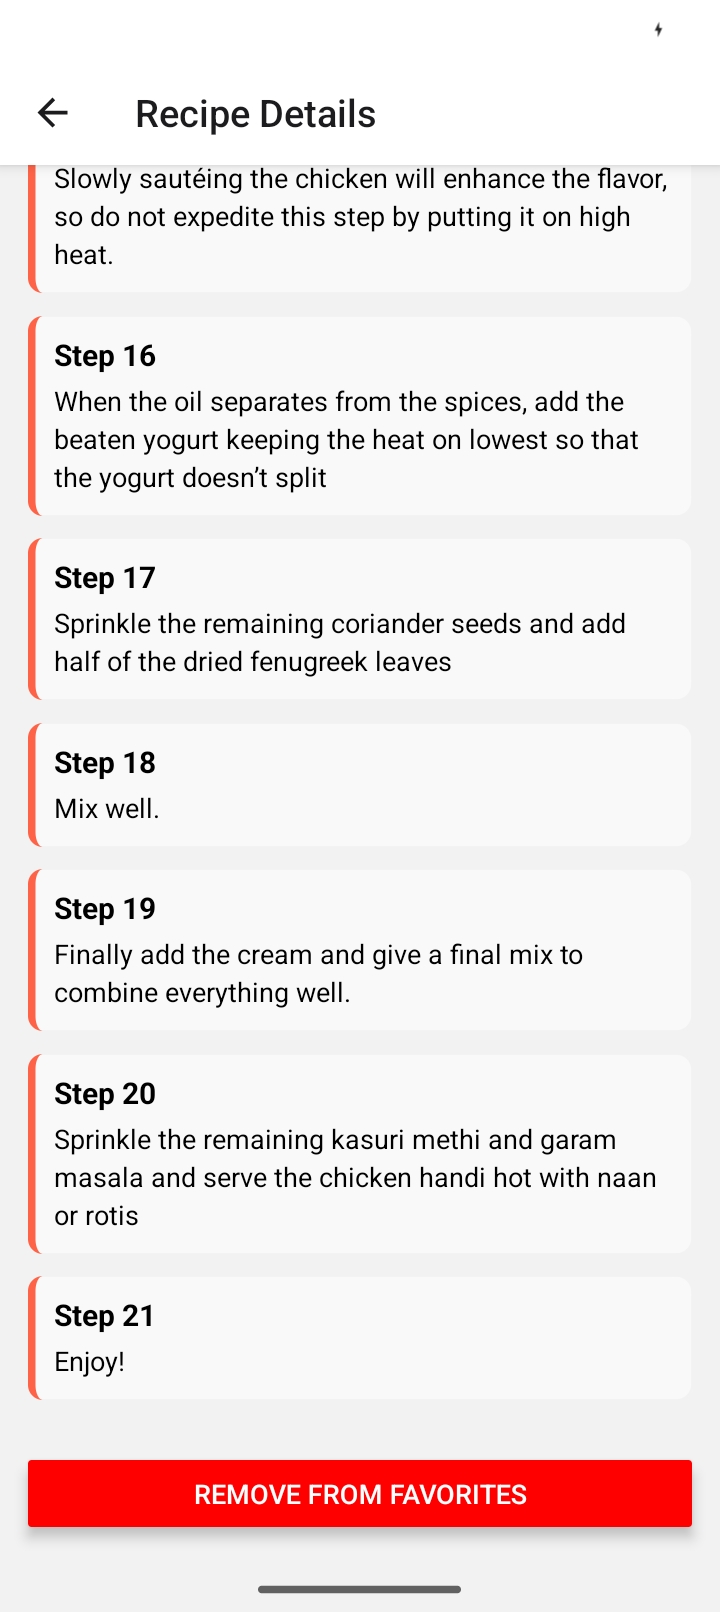 Recipe Details
Slowly sautéing the chicken will enhance the flavor,
so do not expedite this step by putting it on high
heat.
Step 16
When the oil separates from the spices, add the
beaten yogurt keeping the heat on lowest so that
the yogurt doesn’t split
Step 17
Sprinkle the remaining coriander seeds and add
half of the dried fenugreek leaves
Step 18
Mix well.
Step 19
Finally add the cream and give a final mix to
combine everything well.
Step 20
Sprinkle the remaining kasuri methi and garam
masala and serve the chicken handi hot with naan
or rotis
Step 21
Enjoy!
REMOVE FROM FAVORITES